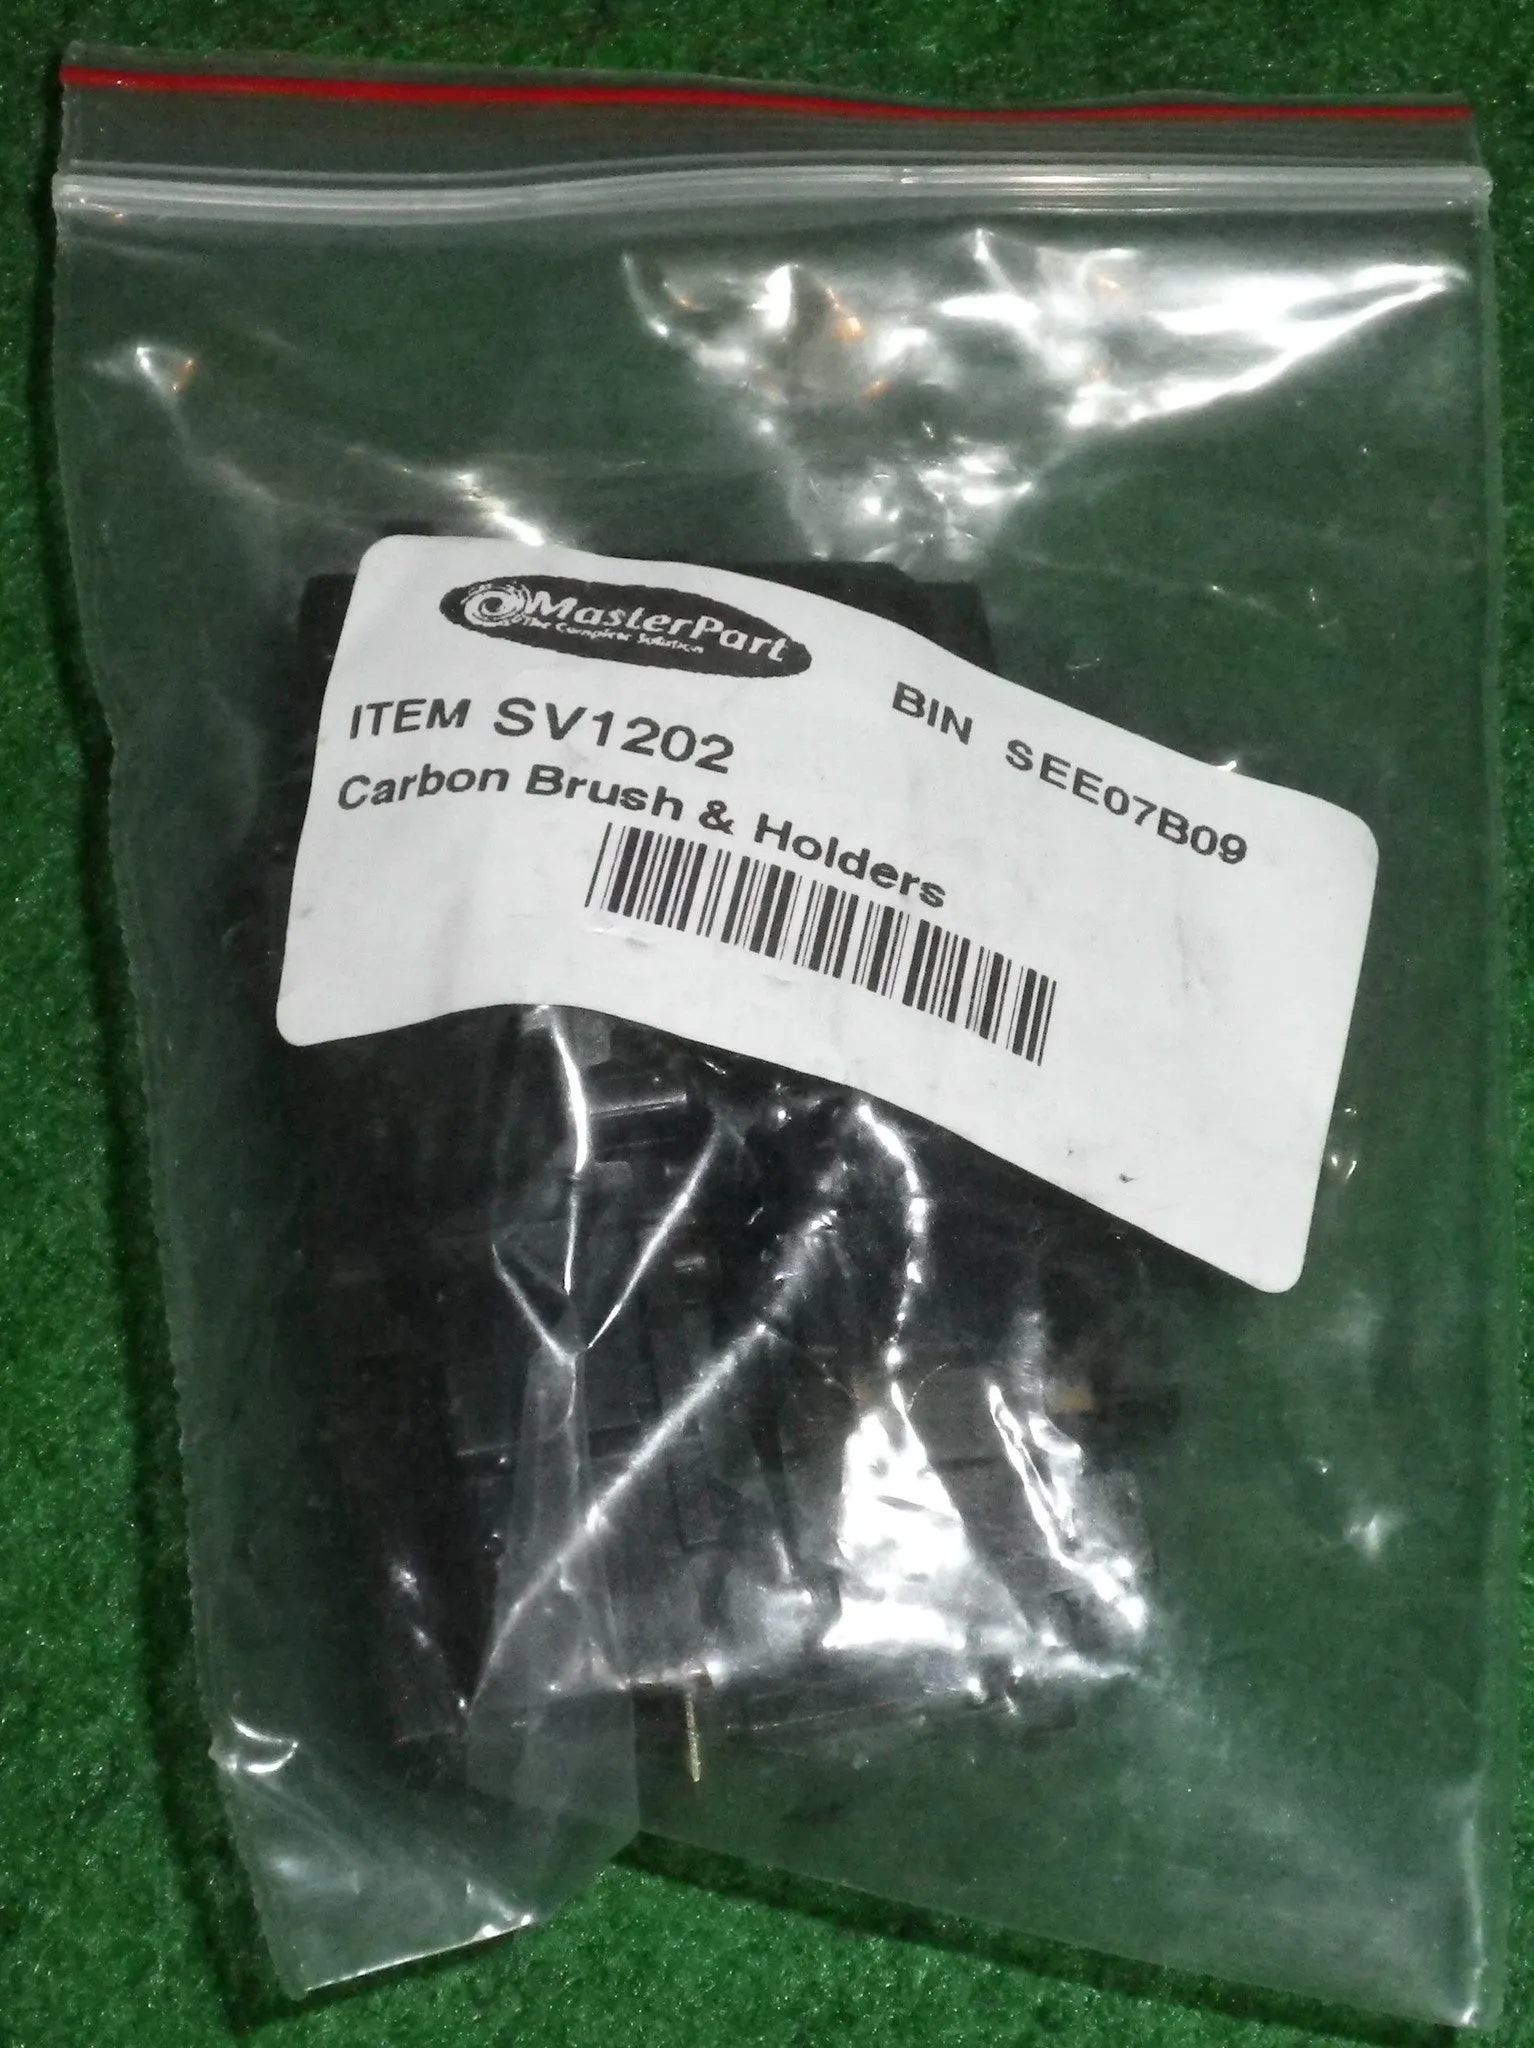 MasterPart
The Complete Solution
ITEM SV1202
BIN SEE07B09
Carbon Brush & Holders